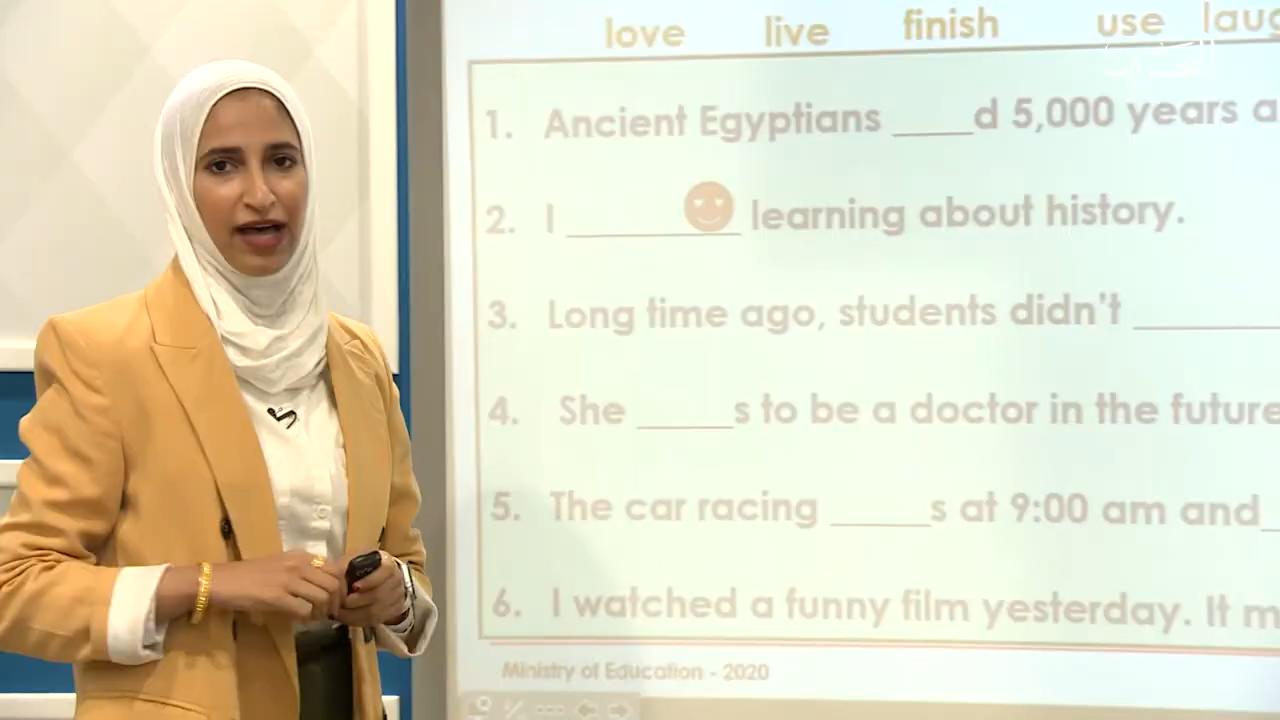 love live finish use laug
1. Ancient Egyptians ____d 5,000 years a
2. I ________ learning about history.
3. Long time ago, students didn't ________
4. She _____s to be a doctor in the future
5. The car racing _____s at 9:00 am and_
6. I watched a funny film yesterday. It m
Ministry of Education - 2020